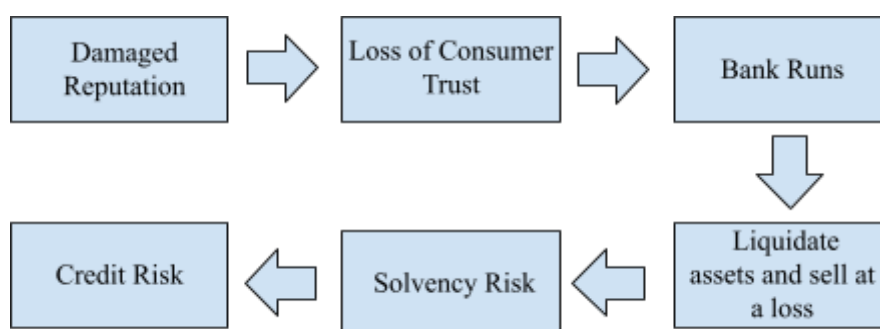 Damaged
Reputation
Loss of Consumer
Trust
Bank Runs
Liquidate
assets and sell at
a loss
Solvency Risk
Credit Risk